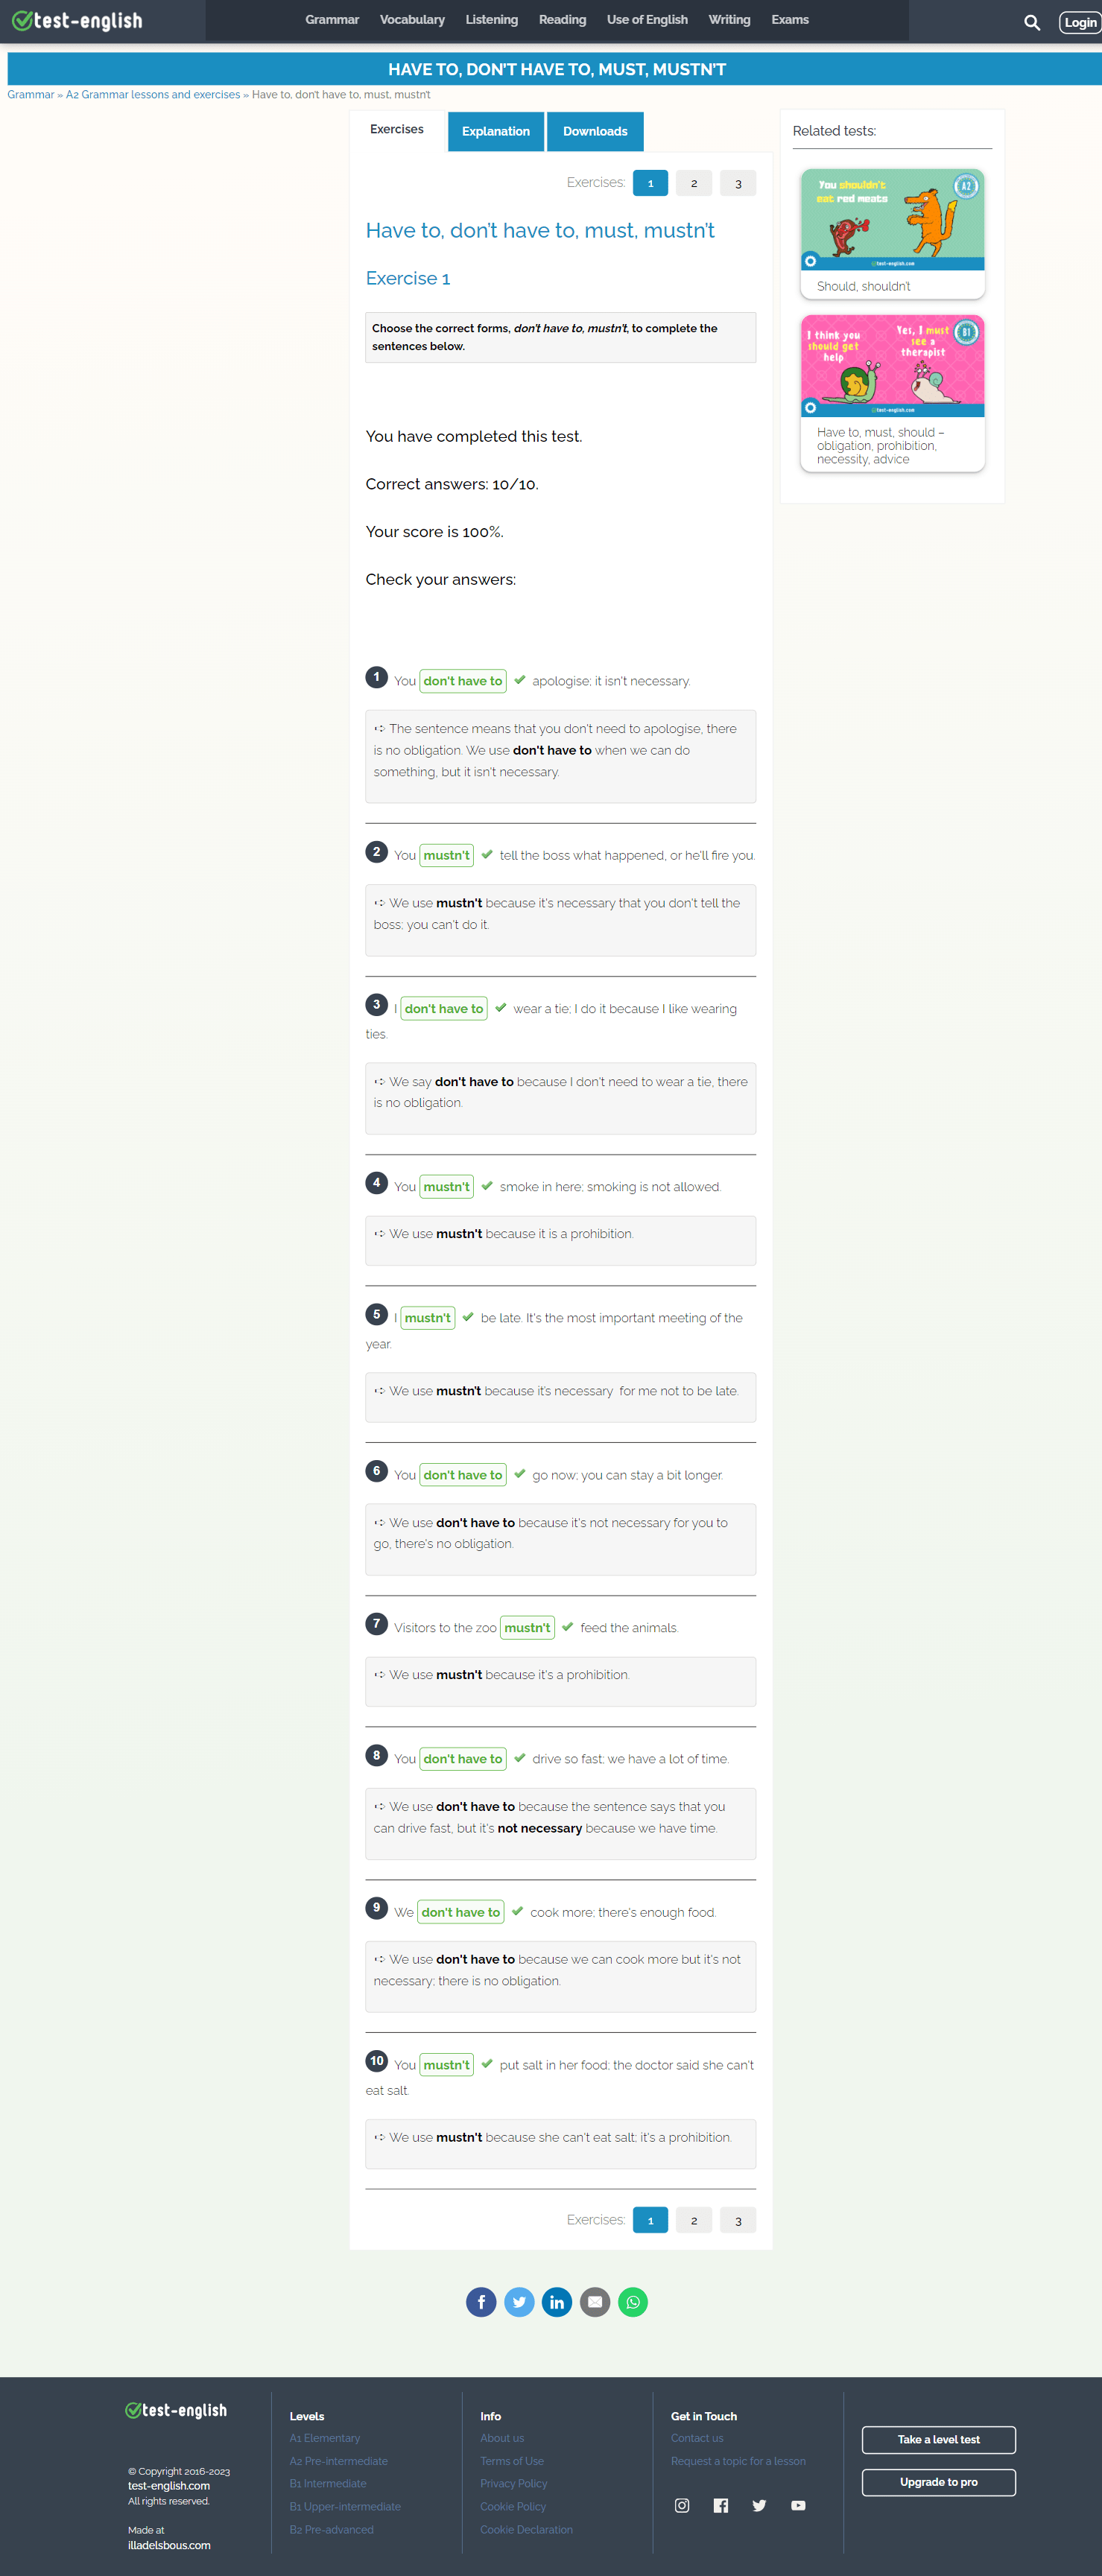 test-english
Grammar Vocabulary Listening Reading Use of English Writing Exams
Login
HAVE TO, DON'T HAVE TO, MUST, MUSTN'T
Grammar » A2 Grammar lessons and exercises » Have to, don't have to, must, mustn't
Exercises Explanation Downloads
Exercises: 1 2 3
Have to, don't have to, must, mustn't
Exercise 1
Choose the correct forms, don't have to, mustn't, to complete the
sentences below.
You have completed this test.
Correct answers: 10/10.
Your score is 100%.
Check your answers:
1 You don't have to ✔ apologise; it isn't necessary.
➪ The sentence means that you don't need to apologise, there
is no obligation. We use don't have to when we can do
something, but it isn't necessary.
2 You mustn't ✔ tell the boss what happened, or he'll fire you.
➪ We use mustn't because it's necessary that you don't tell the
boss; you can't do it.
3 I don't have to ✔ wear a tie; I do it because I like wearing
ties.
➪ We say don't have to because I don't need to wear a tie, there
is no obligation.
4 You mustn't ✔ smoke in here; smoking is not allowed.
➪ We use mustn't because it is a prohibition.
5 I mustn't ✔ be late. It's the most important meeting of the
year.
➪ We use mustn't because it's necessary for me not to be late.
6 You don't have to ✔ go now; you can stay a bit longer.
➪ We use don't have to because it's not necessary for you to
go, there's no obligation.
7 Visitors to the zoo mustn't ✔ feed the animals.
➪ We use mustn't because it's a prohibition.
8 You don't have to ✔ drive so fast; we have a lot of time.
➪ We use don't have to because the sentence says that you
can drive fast, but it's not necessary because we have time.
9 We don't have to ✔ cook more; there's enough food.
➪ We use don't have to because we can cook more but it's not
necessary; there is no obligation.
10 You mustn't ✔ put salt in her food; the doctor said she can't
eat salt.
➪ We use mustn't because she can't eat salt; it's a prohibition.
Exercises: 1 2 3
Related tests:
You shouldn't
eat red meats
A2
test-english.com
Should, shouldn't
I think you
should get
help
Yes, I must
see a
therapist
B1
test-english.com
Have to, must, should –
obligation, prohibition,
necessity, advice
test-english
© Copyright 2016-2023
test-english.com
All rights reserved.
Made at
illadelsbous.com
Levels
A1 Elementary
A2 Pre-intermediate
B1 Intermediate
B1 Upper-intermediate
B2 Pre-advanced
Info
About us
Terms of Use
Privacy Policy
Cookie Policy
Cookie Declaration
Get in Touch
Contact us
Request a topic for a lesson
Take a level test
Upgrade to pro